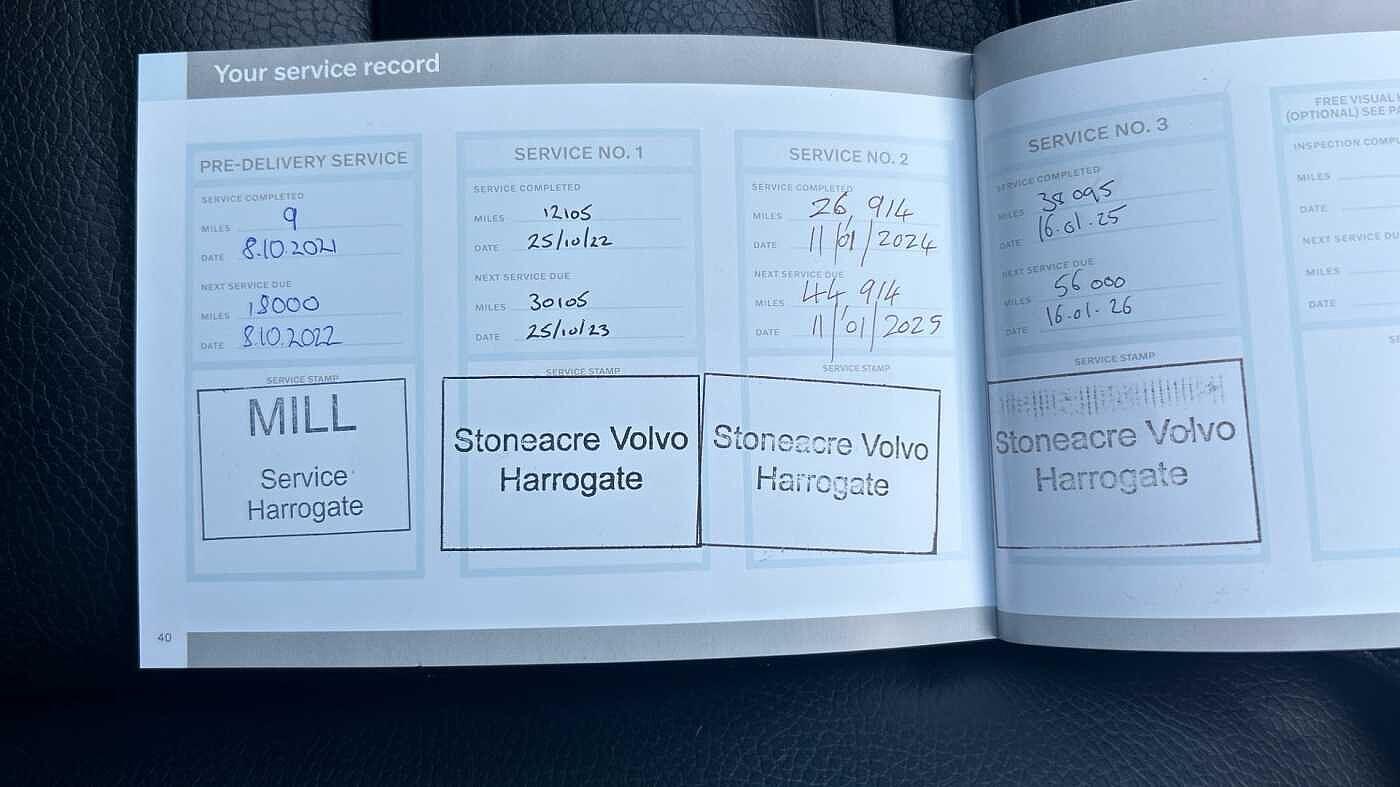 Your service record
PRE-DELIVERY SERVICE
SERVICE COMPLETED
MILES 9
DATE 8.10.2021
NEXT SERVICE DUE
MILES 18000
DATE 8.10.2022
SERVICE STAMP
MILL
Service
Harrogate
SERVICE NO. 1
SERVICE COMPLETED
MILES 12105
DATE 25/10/22
NEXT SERVICE DUE
MILES 30105
DATE 25/10/23
SERVICE STAMP
Stoneacre Volvo
Harrogate
SERVICE NO. 2
SERVICE COMPLETED
MILES 26,914
DATE 11/01/2024
NEXT SERVICE DUE
MILES 44,914
DATE 11/01/2025
SERVICE STAMP
Stoneacre Volvo
Harrogate
40
SERVICE NO. 3
SERVICE COMPLETED
MILES 38095
DATE 16.01.25
NEXT SERVICE DUE
MILES 56000
DATE 16.01.26
SERVICE STAMP
Stoneacre Volvo
Harrogate
FREE VISUAL
(OPTIONAL) SEE
INSPECTION
MILES
DATE
NEXT SERVICE
MILES
DATE